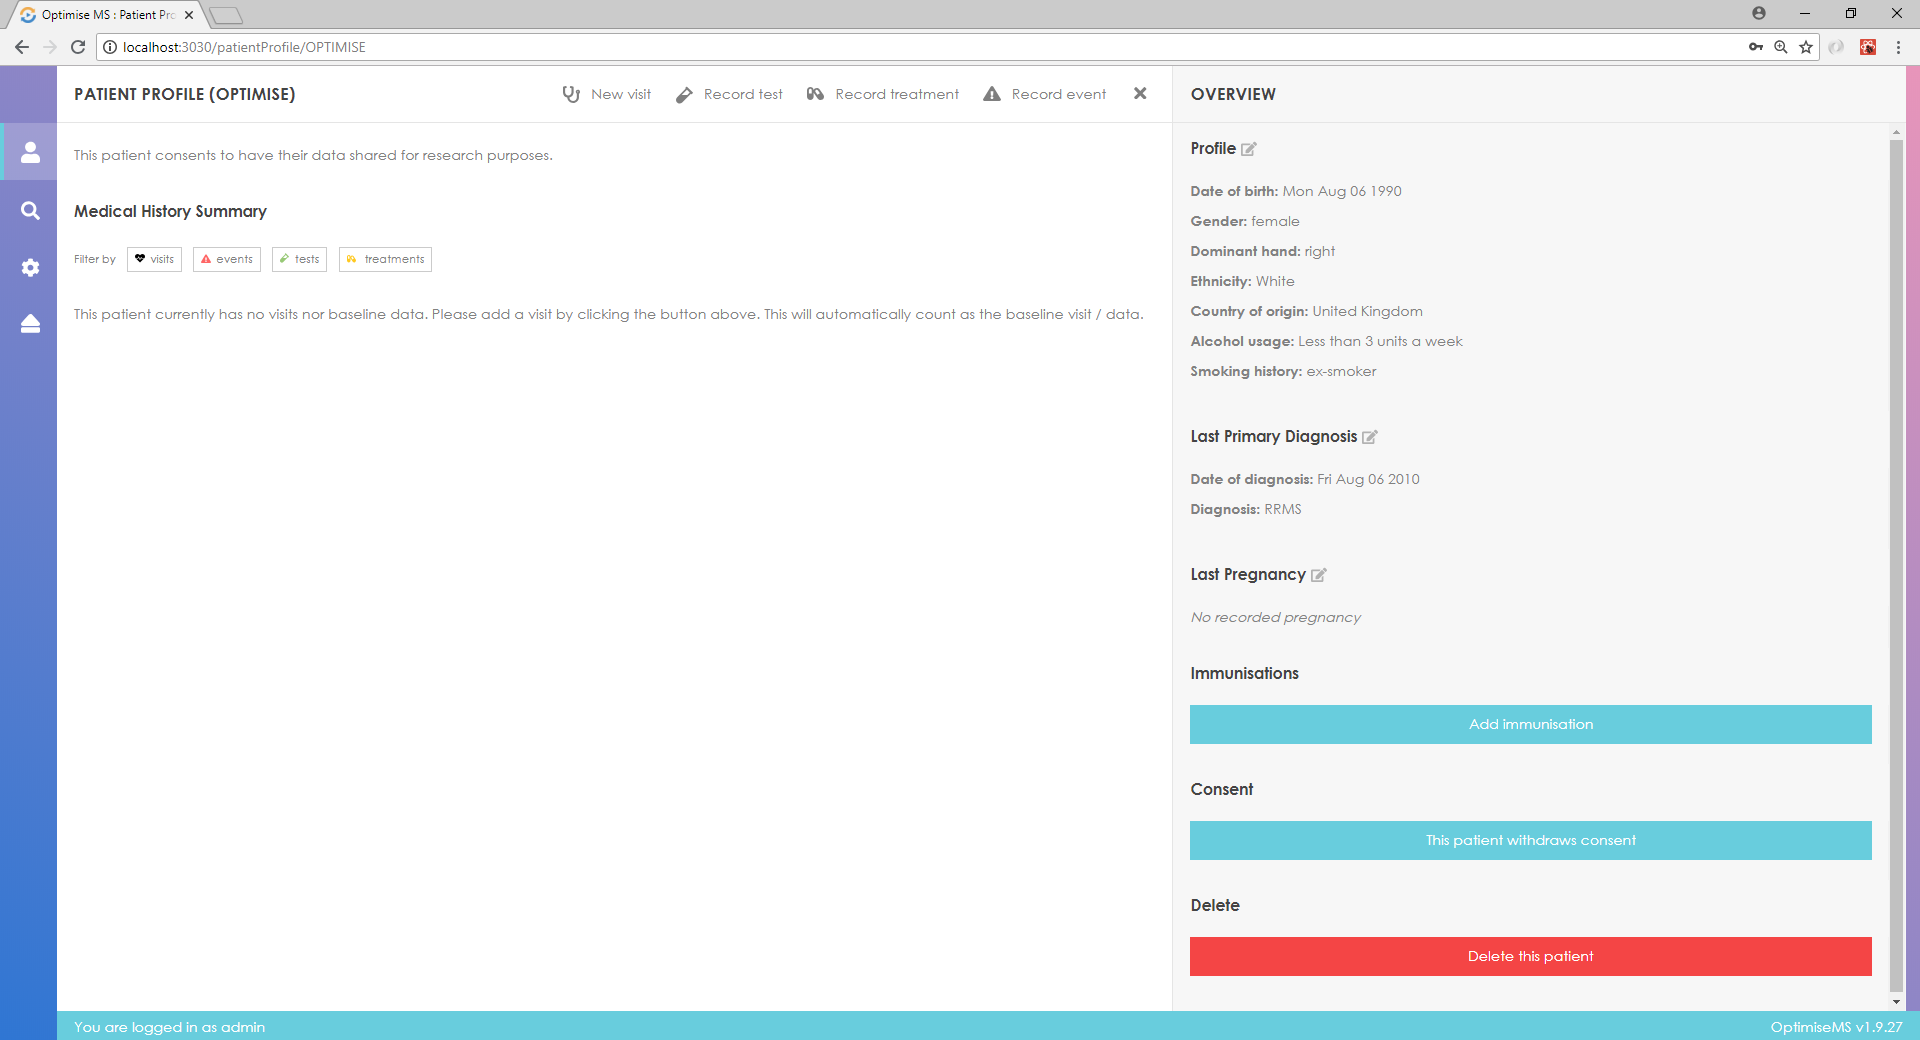 Optimise MS : Patient Pro
localhost:3030/patientProfile/OPTIMISE
PATIENT PROFILE (OPTIMISE)
New visit
Record test
Record treatment
Record event
OVERVIEW
This patient consents to have their data shared for research purposes.
Medical History Summary
Filter by
visits
events
tests
treatments
This patient currently has no visits nor baseline data. Please add a visit by clicking the button above. This will automatically count as the baseline visit / data.
Profile
Date of birth: Mon Aug 06 1990
Gender: female
Dominant hand: right
Ethnicity: White
Country of origin: United Kingdom
Alcohol usage: Less than 3 units a week
Smoking history: ex-smoker
Last Primary Diagnosis
Date of diagnosis: Fri Aug 06 2010
Diagnosis: RRMS
Last Pregnancy
No recorded pregnancy
Immunisations
Add immunisation
Consent
This patient withdraws consent
Delete
Delete this patient
You are logged in as admin
OptimiseMS v1.9.27